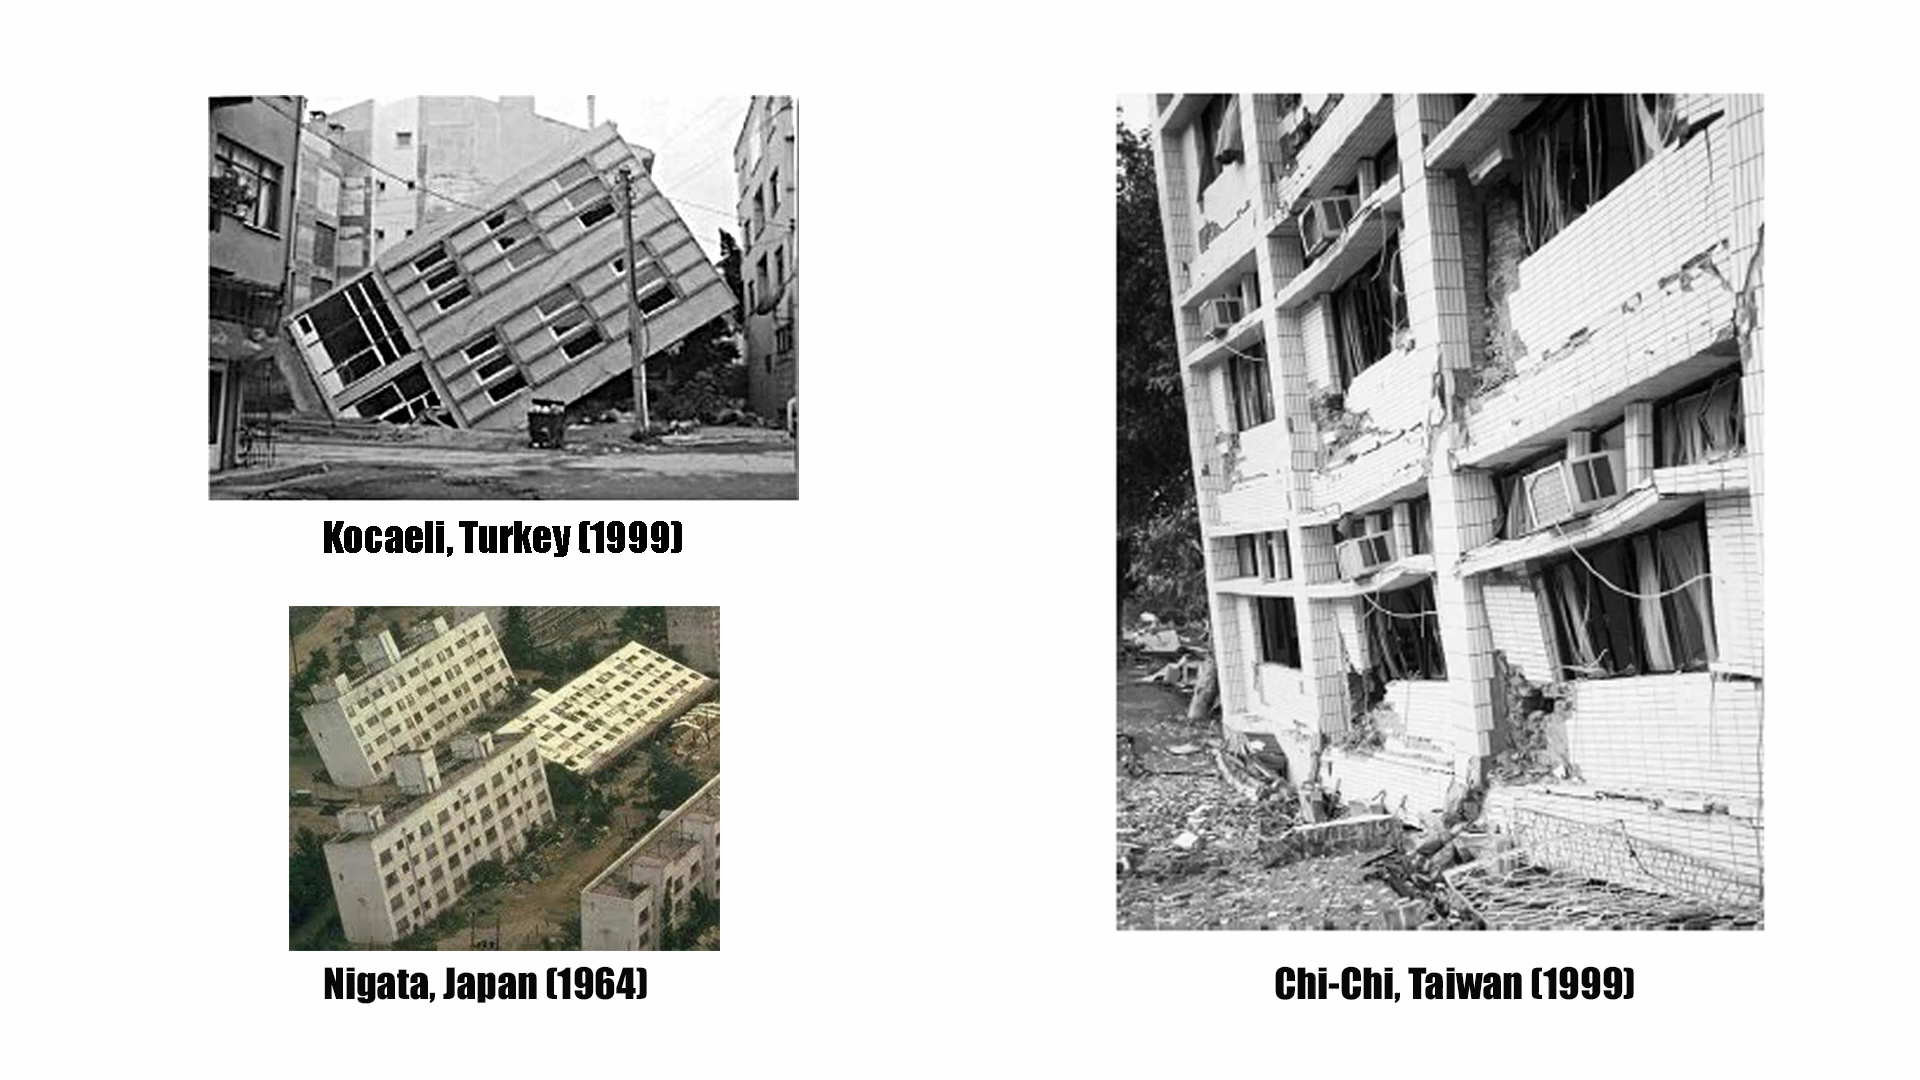 Kocaeli, Turkey (1999)
Nigata, Japan (1964)
Chi-Chi, Taiwan (1999)